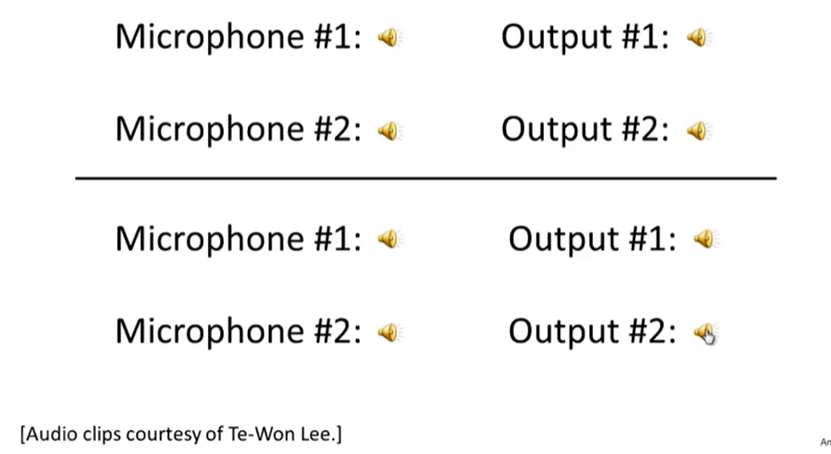 Microphone #1: Output #1:
Microphone #2: Output #2:
Microphone #1: Output #1:
Microphone #2: Output #2:
[Audio clips courtesy of Te-Won Lee.]